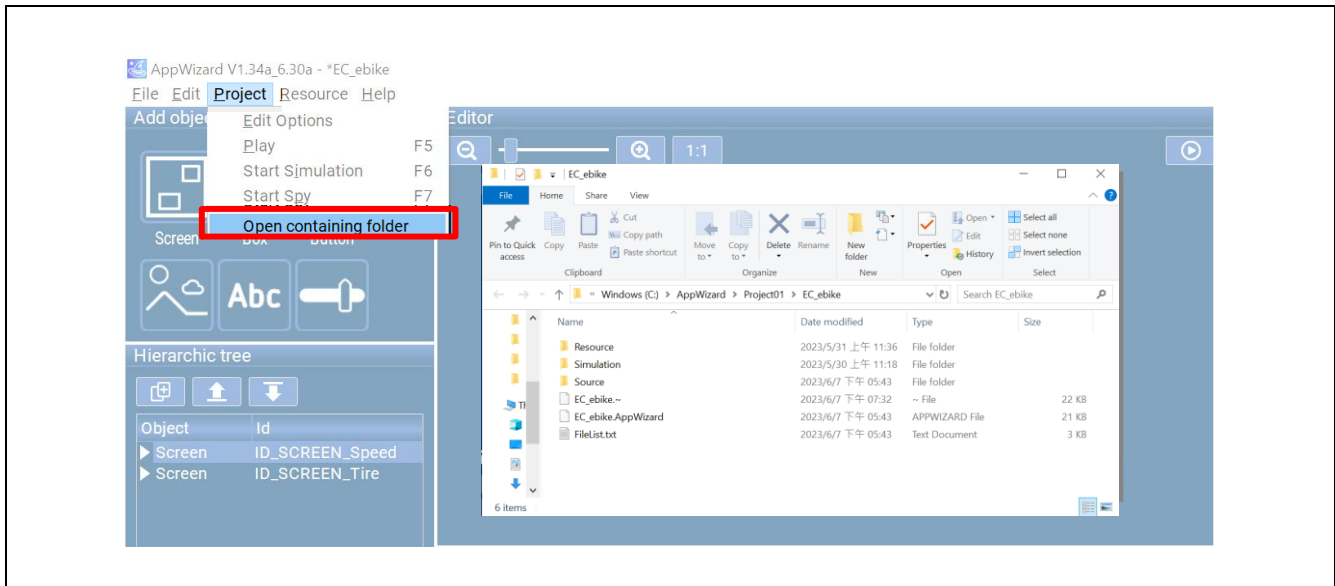 AppWizard V1.34a_6.30a - *EC_ebike
File Edit Project Resource Help
Add obje
Edit Options
Play F5
Start Simulation F6
Start Spy F7
Open containing folder
Screen Box Button
Abc
Hierarchic tree
Object Id
Screen ID_SCREEN_Speed
Screen ID_SCREEN_Tire
Editor
1:1
EC_ebike
File Home Share View
Pin to Quick access
Copy
Paste
Cut
Copy path
Paste shortcut
Clipboard
Move to
Copy to
Delete
Rename
Organize
New folder
New
Properties
Open
Edit
History
Open
Select all
Select none
Invert selection
Select
« Windows (C:) > AppWizard > Project01 > EC_ebike
Search EC_ebike
Name Date modified Type Size
Resource 2023/5/31 上午 11:36 File folder
Simulation 2023/5/30 上午 11:18 File folder
Source 2023/6/7 下午 05:43 File folder
EC_ebike.~ 2023/6/7 下午 07:32 ~ File 22 KB
EC_ebike.AppWizard 2023/6/7 下午 05:43 APPWIZARD File 21 KB
FileList.txt 2023/6/7 下午 05:43 Text Document 3 KB
6 items